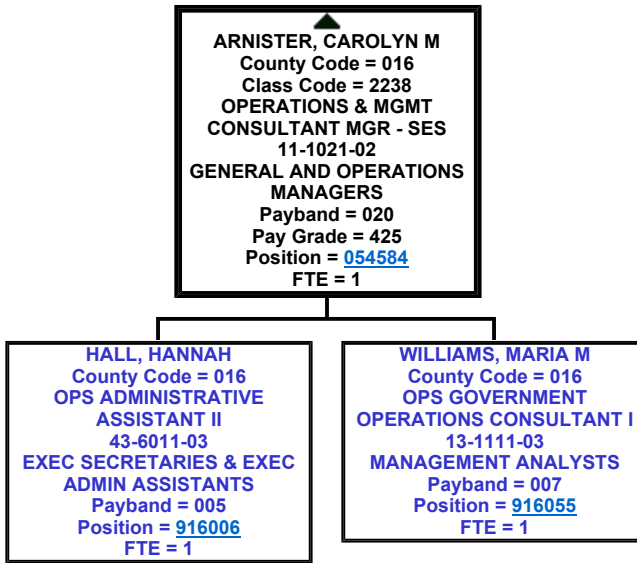 ARNISTER, CAROLYN M
County Code = 016
Class Code = 2238
OPERATIONS & MGMT
CONSULTANT MGR - SES
11-1021-02
GENERAL AND OPERATIONS
MANAGERS
Payband = 020
Pay Grade = 425
Position = 054584
FTE = 1
HALL, HANNAH
County Code = 016
OPS ADMINISTRATIVE
ASSISTANT II
43-6011-03
EXEC SECRETARIES & EXEC
ADMIN ASSISTANTS
Payband = 005
Position = 916006
FTE = 1
WILLIAMS, MARIA M
County Code = 016
OPS GOVERNMENT
OPERATIONS CONSULTANT I
13-1111-03
MANAGEMENT ANALYSTS
Payband = 007
Position = 916055
FTE = 1